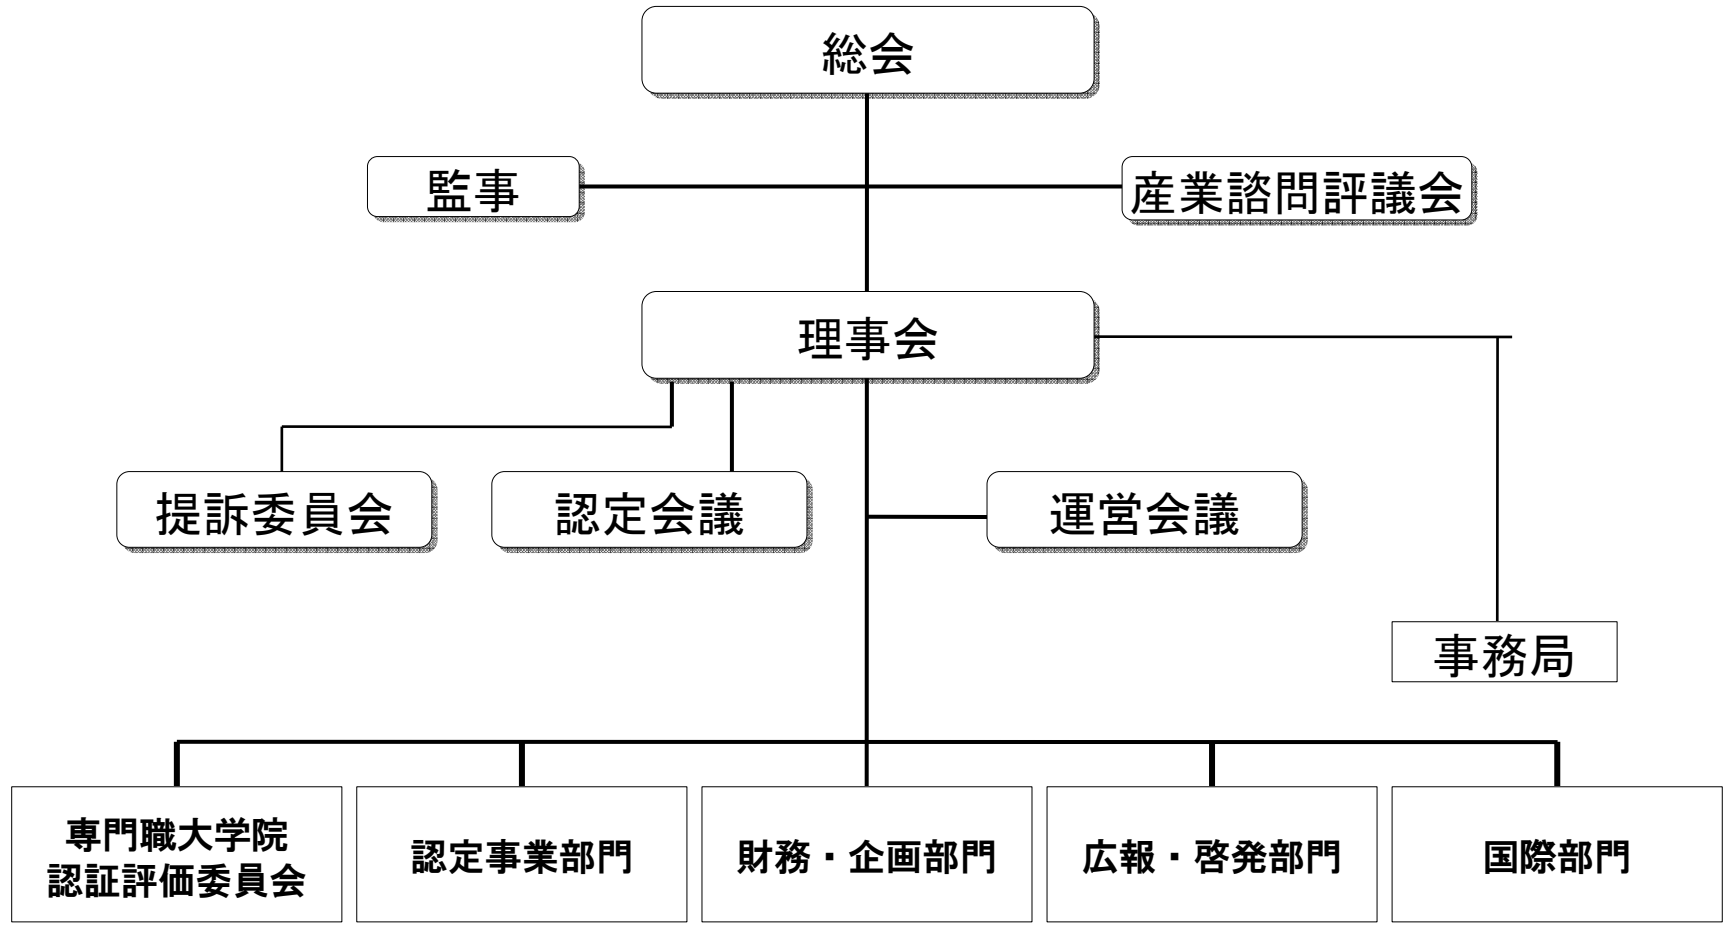 総会
監事
産業諮問評議会
理事会
提訴委員会
認定会議
運営会議
事務局
専門職大学院
認証評価委員会
認定事業部門
財務・企画部門
広報・啓発部門
国際部門